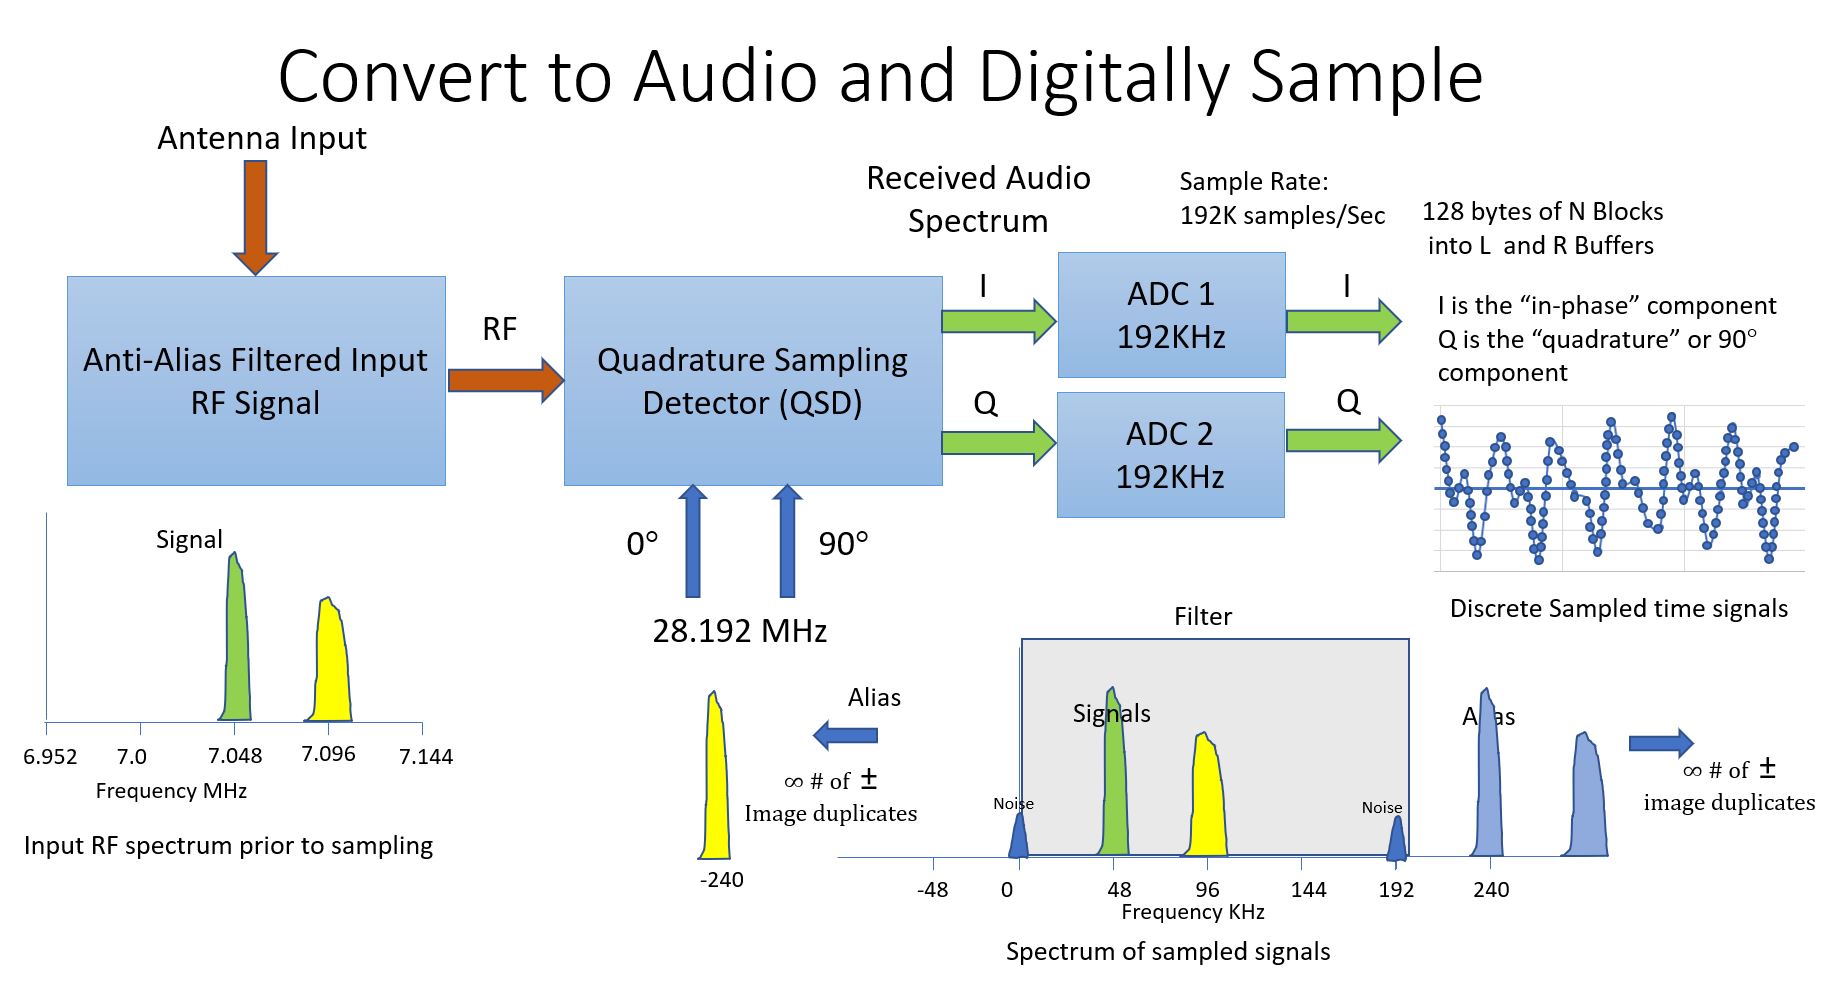 Convert to Audio and Digitally Sample
Antenna Input
Received Audio
Spectrum
Sample Rate:
192K samples/Sec
128 bytes of N Blocks
into L  and R Buffers
Anti-Alias Filtered Input
RF Signal
RF
Quadrature Sampling
Detector (QSD)
I
ADC 1
192KHz
I
Q
ADC 2
192KHz
Q
I is the “in-phase” component
Q is the “quadrature” or 90°
component
0°
90°
28.192 MHz
Signal
6.952
7.0
7.048
7.096
7.144
Frequency MHz
Input RF spectrum prior to sampling
Discrete Sampled time signals
Filter
Alias
∞ # of ±
Image duplicates
Signals
Noise
Noise
Alias
∞ # of ±
image duplicates
-240
-48
0
48
96
144
192
240
Frequency KHz
Spectrum of sampled signals